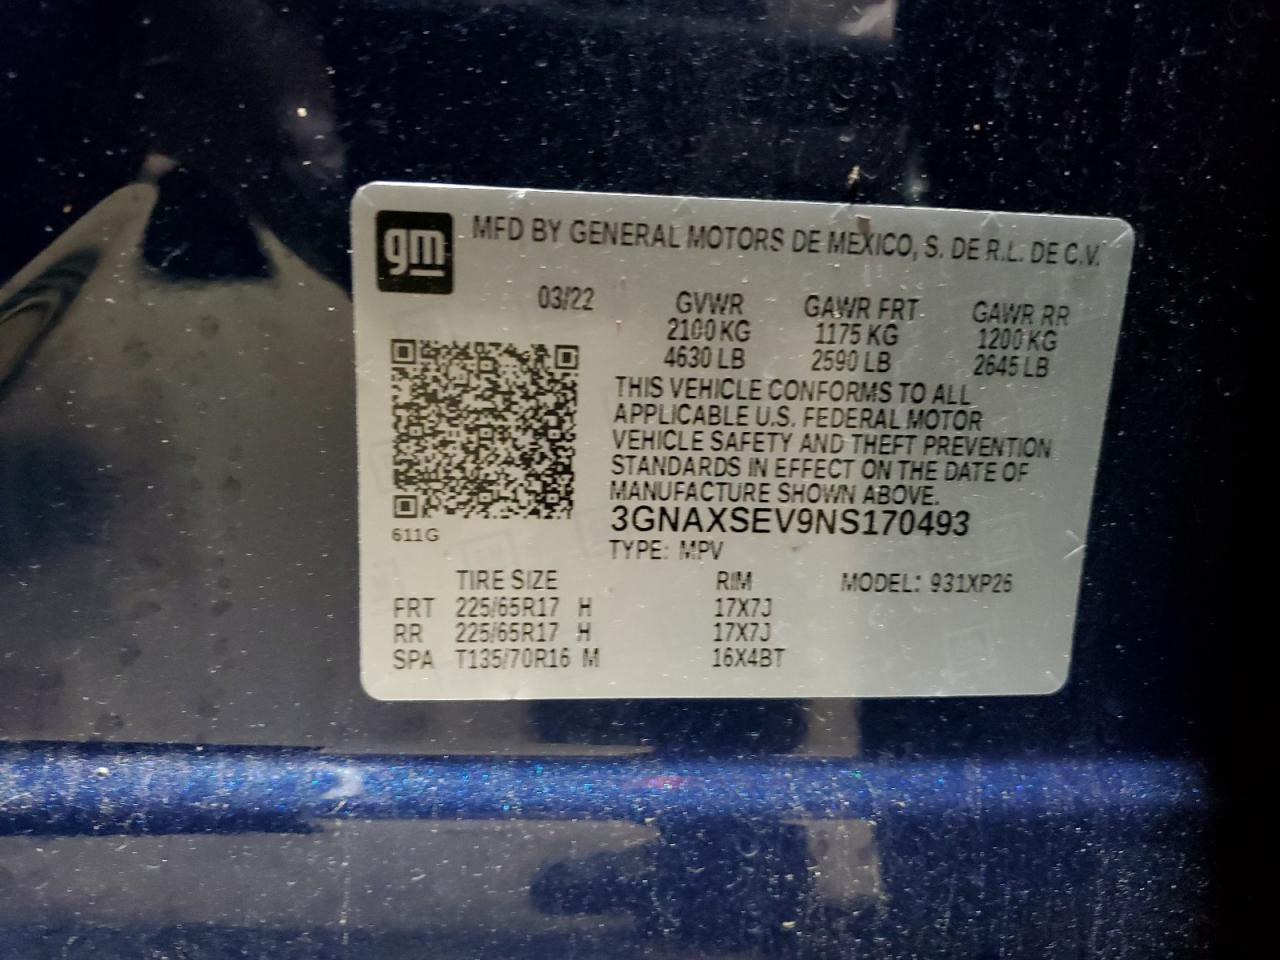 gm MFD BY GENERAL MOTORS DE MEXICO, S. DE R.L. DE C.V.
03/22 GVWR GAWR FRT GAWR RR
2100 KG 1175 KG 1200 KG
4630 LB 2590 LB 2645 LB
THIS VEHICLE CONFORMS TO ALL
APPLICABLE U.S. FEDERAL MOTOR
VEHICLE SAFETY AND THEFT PREVENTION
STANDARDS IN EFFECT ON THE DATE OF
MANUFACTURE SHOWN ABOVE.
3GNAXSEV9NS170493
611G
TYPE: MPV
TIRE SIZE RIM MODEL: 931XP26
FRT 225/65R17 H 17X7J
RR 225/65R17 H 17X7J
SPA T135/70R16 M 16X4BT